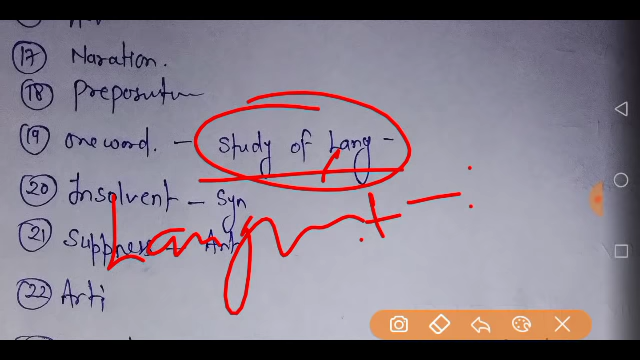 17 Naration.
18 Preposition
19 one word. - Study of Lang -
20 Insolvent - Syn
21 Suppress - Ant
22 Arti